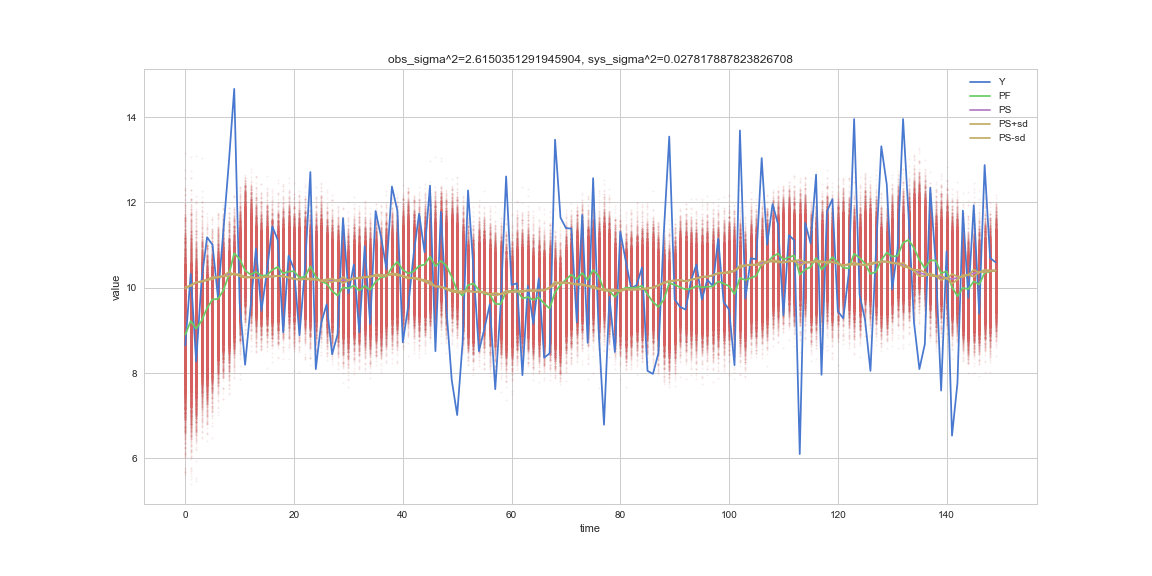 obs_sigma^2=2.6150351291945904, sys_sigma^2=0.027817887823826708
Y
PF
PS
PS+sd
PS-sd
value
14
12
10
8
6
0 20 40 60 80 100 120 140
time